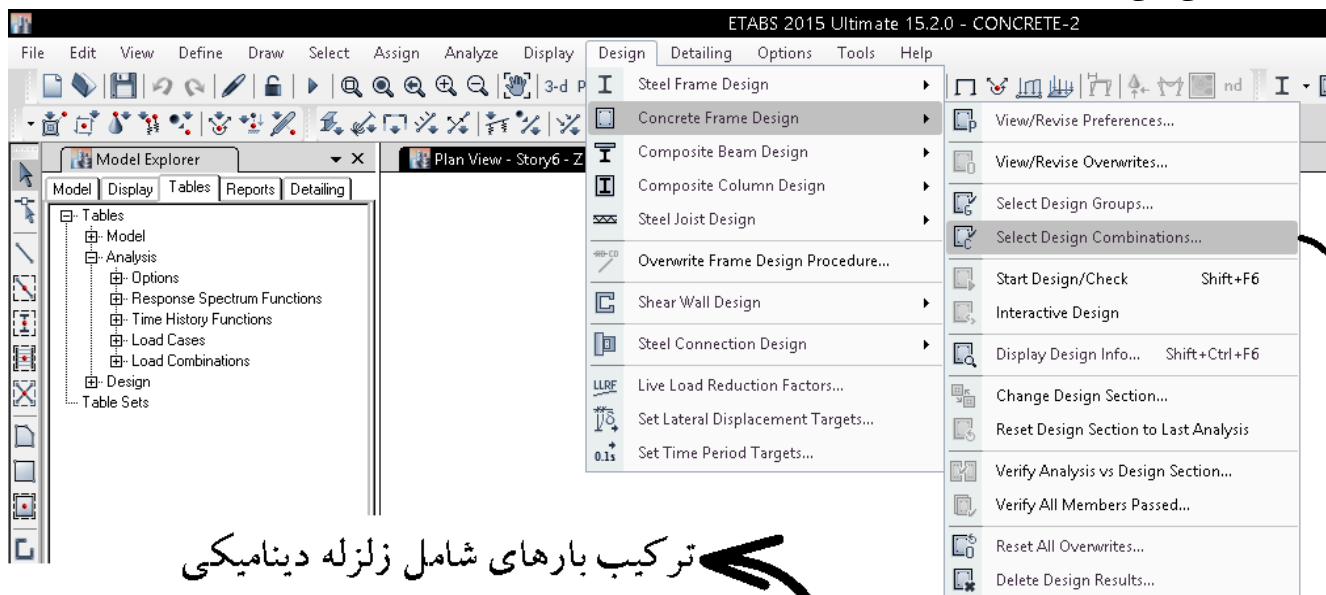 ETABS 2015 Ultimate 15.2.0 - CONCRETE-2
File Edit View Define Draw Select Assign Analyze Display Design Detailing Options Tools Help
3-d P
nd
Model Explorer
Plan View - Story6 - Z
Model Display Tables Reports Detailing
Tables
Model
Analysis
Options
Response Spectrum Functions
Time History Functions
Load Cases
Load Combinations
Design
Table Sets
Steel Frame Design
Concrete Frame Design
Composite Beam Design
Composite Column Design
Steel Joist Design
Overwrite Frame Design Procedure...
Shear Wall Design
Steel Connection Design
LLRF Live Load Reduction Factors...
Set Lateral Displacement Targets...
0.1s Set Time Period Targets...
View/Revise Preferences...
View/Revise Overwrites...
Select Design Groups...
Select Design Combinations...
Start Design/Check Shift+F6
Interactive Design
Display Design Info... Shift+Ctrl+F6
Change Design Section...
Reset Design Section to Last Analysis
Verify Analysis vs Design Section...
Verify All Members Passed...
Reset All Overwrites...
Delete Design Results...
ترکیب بارهای شامل زلزله دینامیکی